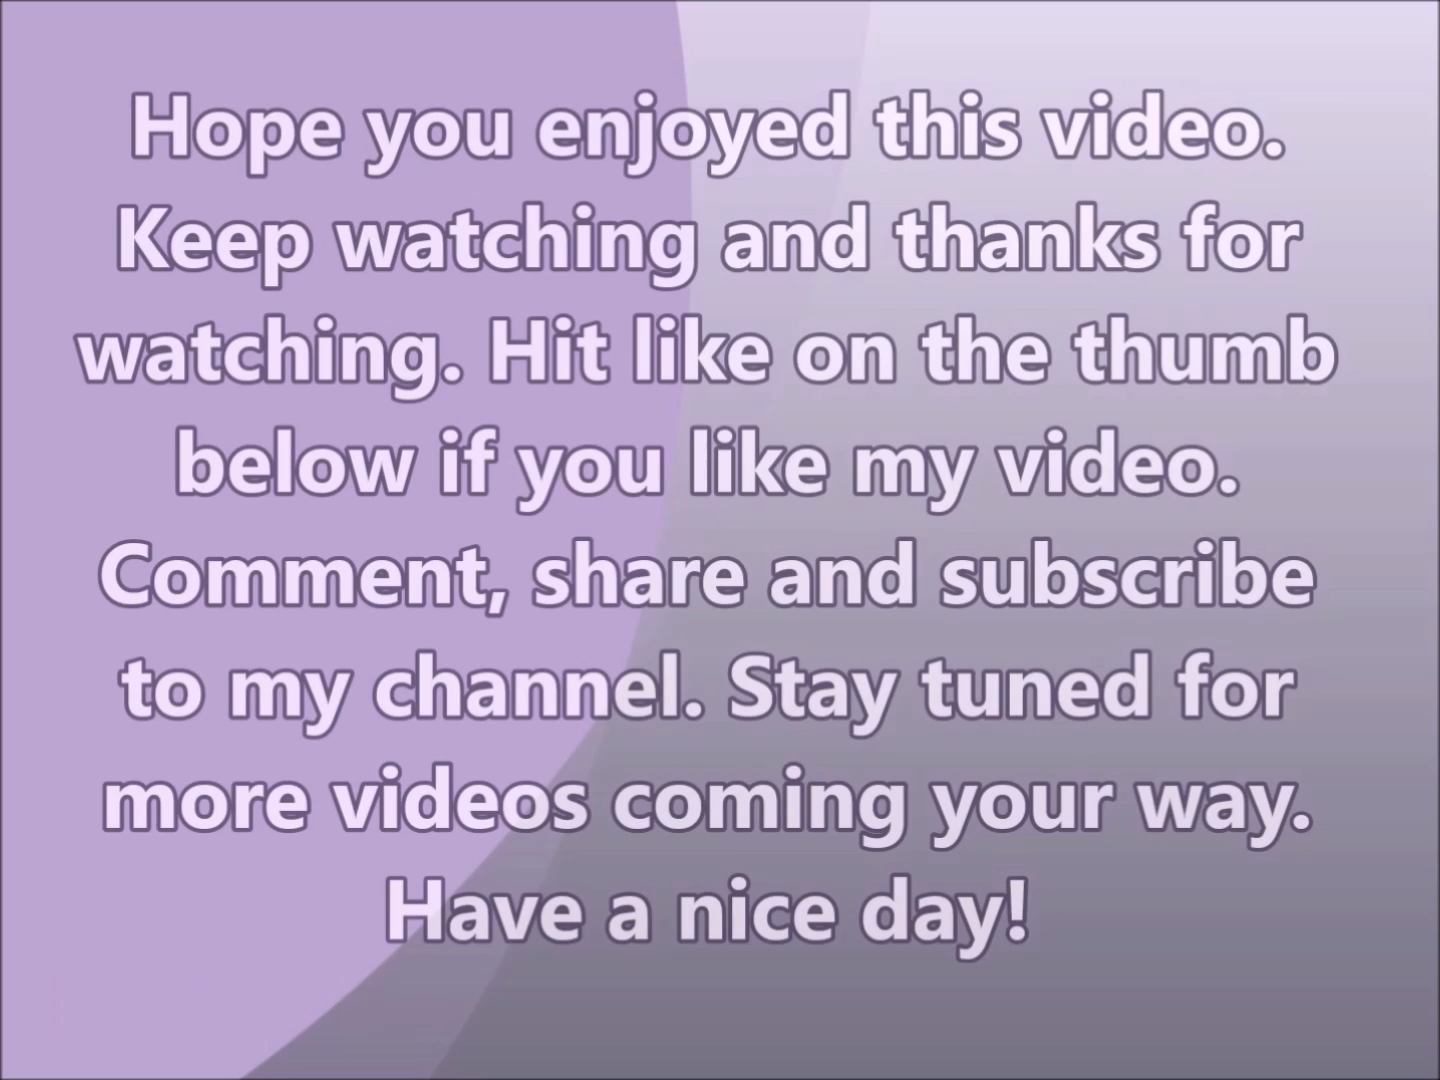 Hope you enjoyed this video.
Keep watching and thanks for
watching. Hit like on the thumb
below if you like my video.
Comment, share and subscribe
to my channel. Stay tuned for
more videos coming your way.
Have a nice day!